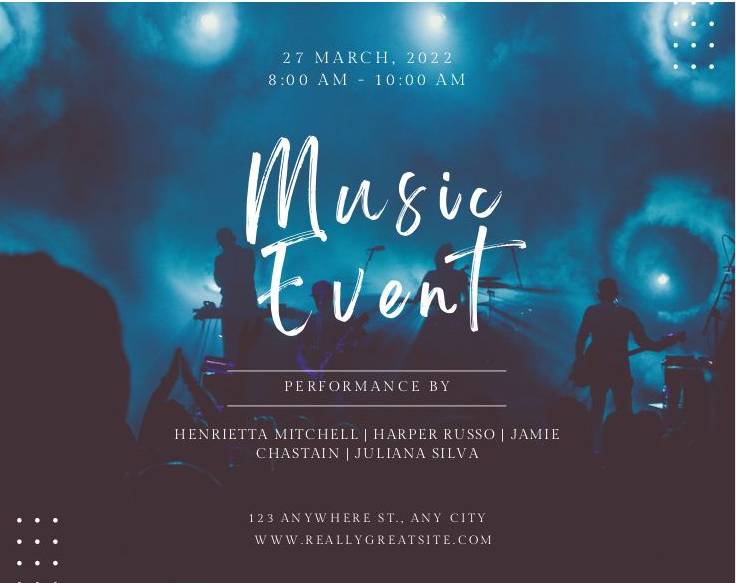 27 MARCH, 2022
8:00 AM - 10:00 AM
Music
Event
PERFORMANCE BY
HENRIETTA MITCHELL | HARPER RUSSO | JAMIE
CHASTAIN | JULIANA SILVA
123 ANYWHERE ST., ANY CITY
WWW.REALLYGREATSITE.COM